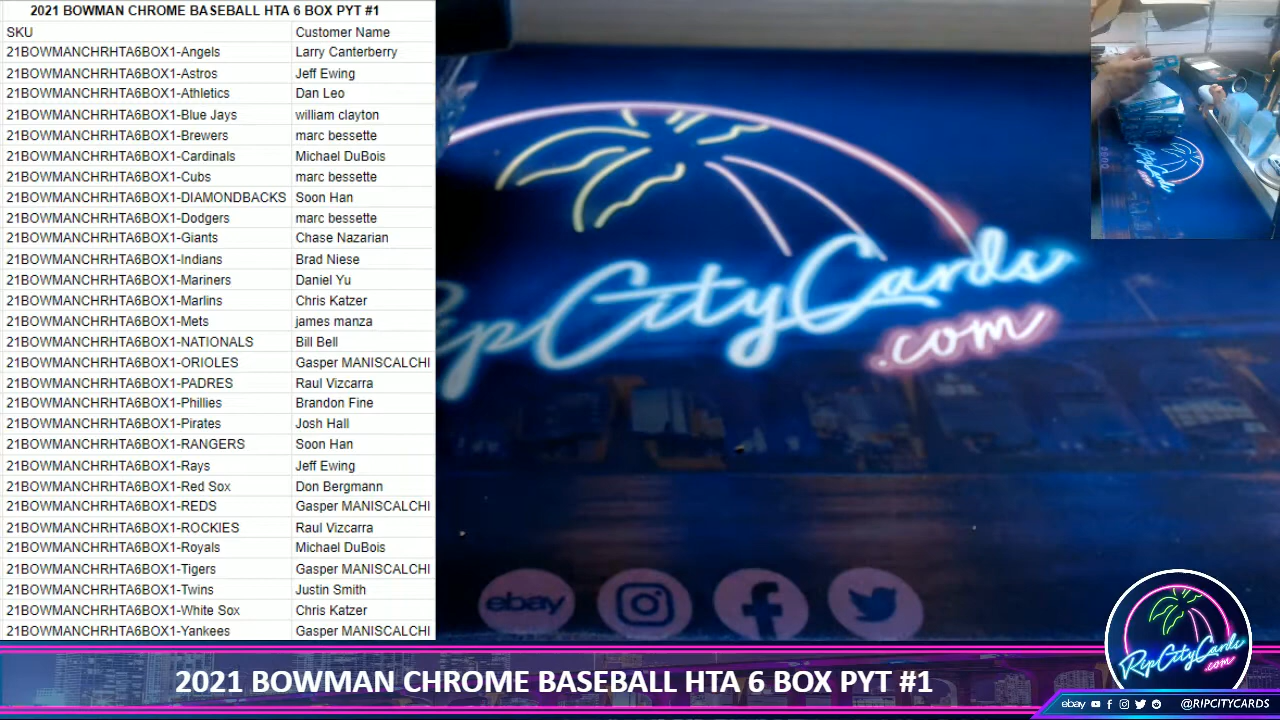 2021 BOWMAN CHROME BASEBALL HTA 6 BOX PYT #1
SKU Customer Name
21BOWMANCHRHTA6BOX1-Angels Larry Canterberry
21BOWMANCHRHTA6BOX1-Astros Jeff Ewing
21BOWMANCHRHTA6BOX1-Athletics Dan Leo
21BOWMANCHRHTA6BOX1-Blue Jays william clayton
21BOWMANCHRHTA6BOX1-Brewers marc bessette
21BOWMANCHRHTA6BOX1-Cardinals Michael DuBois
21BOWMANCHRHTA6BOX1-Cubs marc bessette
21BOWMANCHRHTA6BOX1-DIAMONDBACKS Soon Han
21BOWMANCHRHTA6BOX1-Dodgers marc bessette
21BOWMANCHRHTA6BOX1-Giants Chase Nazarian
21BOWMANCHRHTA6BOX1-Indians Brad Niese
21BOWMANCHRHTA6BOX1-Mariners Daniel Yu
21BOWMANCHRHTA6BOX1-Marlins Chris Katzer
21BOWMANCHRHTA6BOX1-Mets james manza
21BOWMANCHRHTA6BOX1-NATIONALS Bill Bell
21BOWMANCHRHTA6BOX1-ORIOLES Gasper MANISCALCHI
21BOWMANCHRHTA6BOX1-PADRES Raul Vizcarra
21BOWMANCHRHTA6BOX1-Phillies Brandon Fine
21BOWMANCHRHTA6BOX1-Pirates Josh Hall
21BOWMANCHRHTA6BOX1-RANGERS Soon Han
21BOWMANCHRHTA6BOX1-Rays Jeff Ewing
21BOWMANCHRHTA6BOX1-Red Sox Don Bergmann
21BOWMANCHRHTA6BOX1-REDS Gasper MANISCALCHI
21BOWMANCHRHTA6BOX1-ROCKIES Raul Vizcarra
21BOWMANCHRHTA6BOX1-Royals Michael DuBois
21BOWMANCHRHTA6BOX1-Tigers Gasper MANISCALCHI
21BOWMANCHRHTA6BOX1-Twins Justin Smith
21BOWMANCHRHTA6BOX1-White Sox Chris Katzer
21BOWMANCHRHTA6BOX1-Yankees Gasper MANISCALCHI
RipCityCards
.com
ebay
2021 BOWMAN CHROME BASEBALL HTA 6 BOX PYT #1
RipCityCards
.com
ebay @RIPCITYCARDS